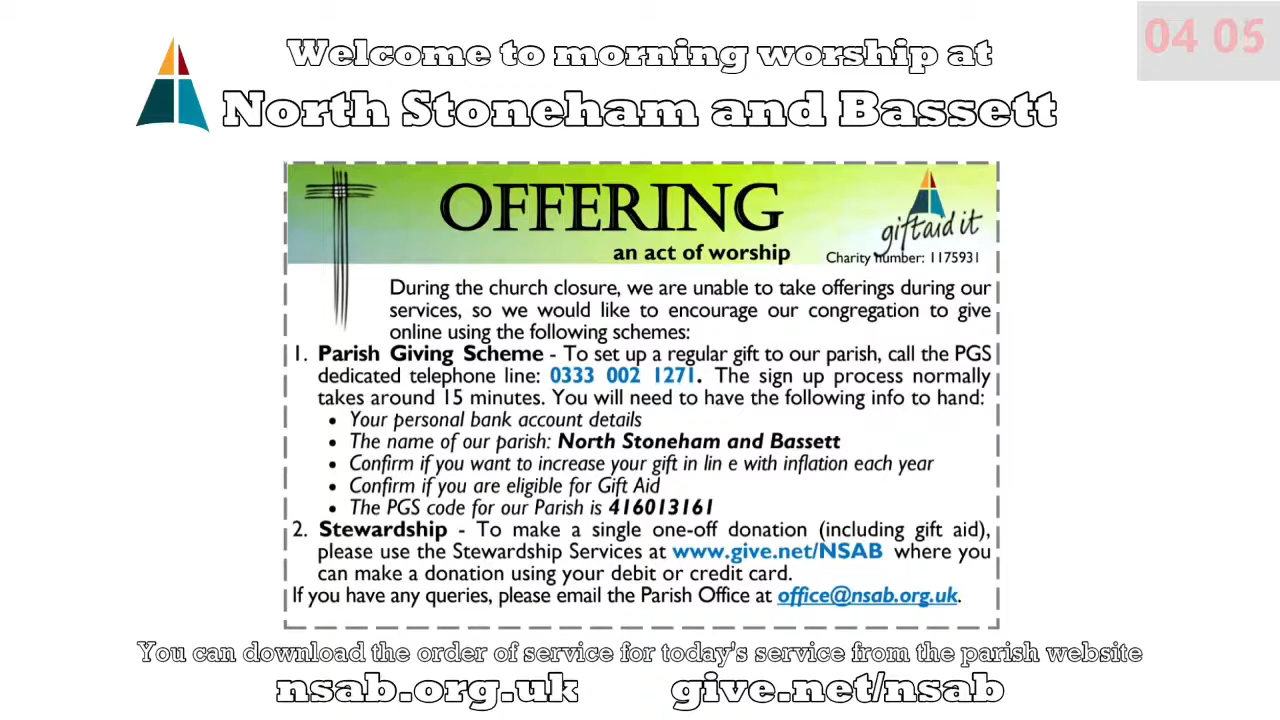 04 05
Welcome to morning worship at
North Stoneham and Bassett
OFFERING
an act of worship
giftaid it
Charity number: 1175931
During the church closure, we are unable to take offerings during our
services, so we would like to encourage our congregation to give
online using the following schemes:
1. Parish Giving Scheme - To set up a regular gift to our parish, call the PGS
dedicated telephone line: 0333 002 1271. The sign up process normally
takes around 15 minutes. You will need to have the following info to hand:
• Your personal bank account details
• The name of our parish: North Stoneham and Bassett
• Confirm if you want to increase your gift in lin e with inflation each year
• Confirm if you are eligible for Gift Aid
• The PGS code for our Parish is 416013161
2. Stewardship - To make a single one-off donation (including gift aid),
please use the Stewardship Services at www.give.net/NSAB where you
can make a donation using your debit or credit card.
If you have any queries, please email the Parish Office at office@nsab.org.uk.
You can download the order of service for today's service from the parish website
nsab.org.uk give.net/nsab